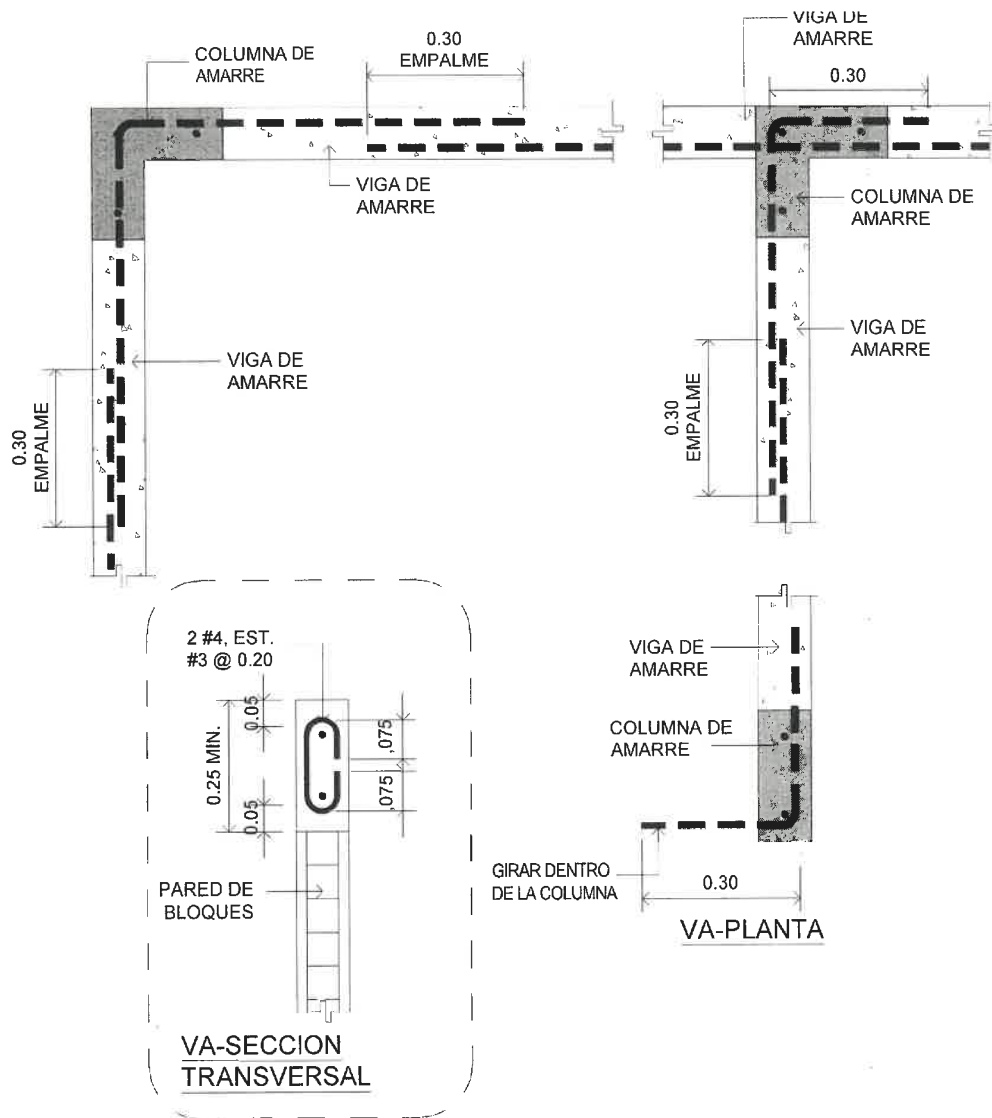 COLUMNA DE
AMARRE
0.30
EMPALME
VIGA DE
AMARRE
VIGA DE
AMARRE
0.30
EMPALME
VIGA DE
AMARRE
0.30
COLUMNA DE
AMARRE
VIGA DE
AMARRE
0.30
EMPALME
2 #4, EST.
#3 @ 0.20
0.05
0.25 MIN.
0.05
,075
,075
PARED DE
BLOQUES
VA-SECCION
TRANSVERSAL
VIGA DE
AMARRE
COLUMNA DE
AMARRE
GIRAR DENTRO
DE LA COLUMNA
0.30
VA-PLANTA